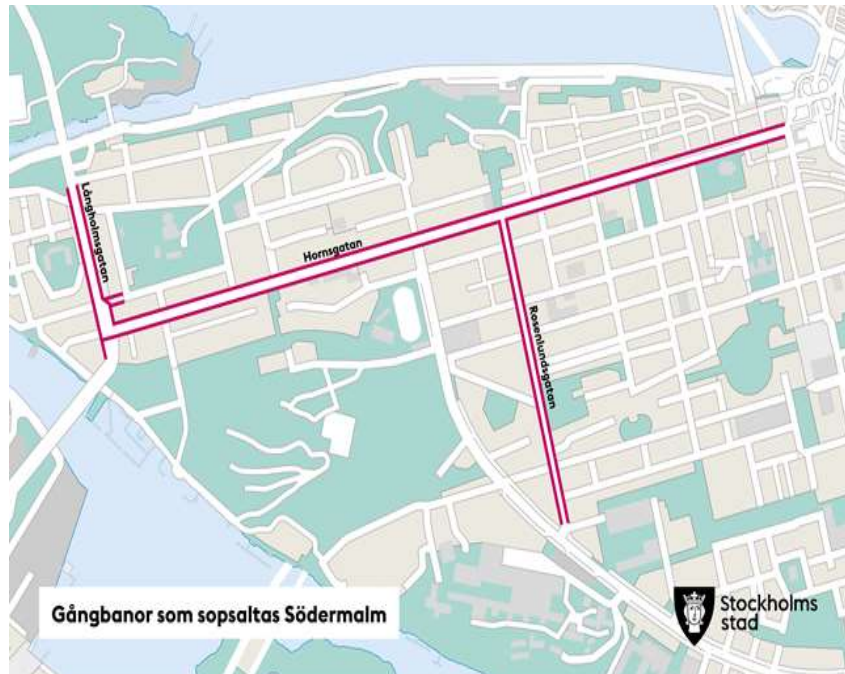 Långholmsgatan
Hornsgatan
Rosenlundsgatan
Gångbanor som sopsaltas Södermalm
Stockholms
stad